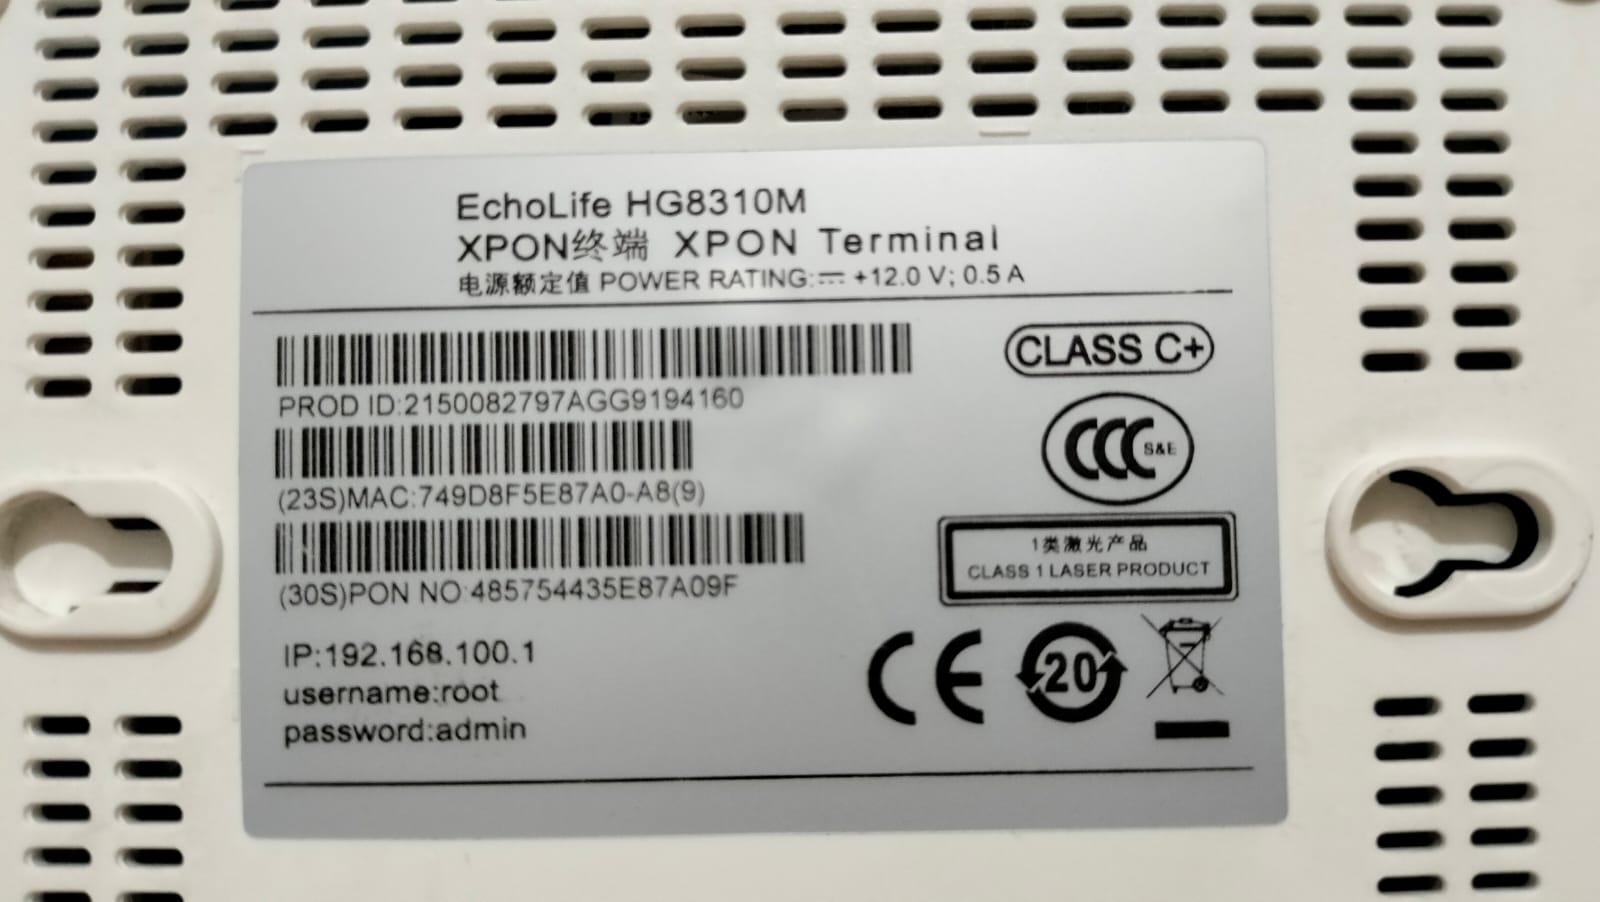 EchoLife HG8310M
XPON终端 XPON Terminal
电源额定值 POWER RATING:⎓ +12.0 V; 0.5 A
PROD ID:2150082797AGG9194160
(23S)MAC:749D8F5E87A0-A8(9)
(30S)PON NO:485754435E87A09F
IP:192.168.100.1
username:root
password:admin
CLASS C+
CCC S&E
1类激光产品
CLASS 1 LASER PRODUCT
CE
20